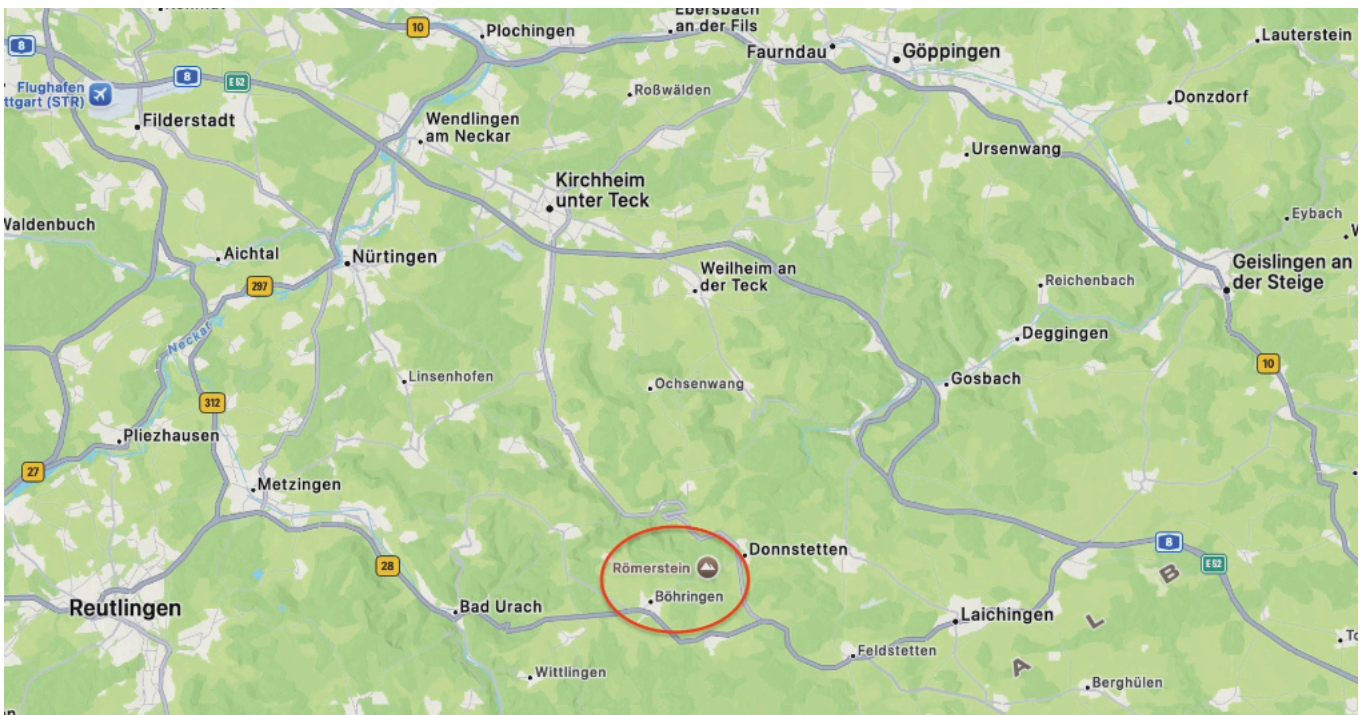 10
Plochingen
Ebersbach
an der Fils
Faurndau
Göppingen
Lauterstein
8
Flughafen
ttgart (STR)
8
E 52
Roßwälden
Donzdorf
Filderstadt
Wendlingen
am Neckar
Ursenwang
Kirchheim
unter Teck
Waldenbuch
Eybach
Aichtal
Nürtingen
Weilheim an
der Teck
Geislingen an
der Steige
297
Reichenbach
Neckar
Deggingen
10
Linsenhofen
Ochsenwang
Gosbach
312
Pliezhausen
27
Metzingen
8
Donnstetten
28
Römerstein
E 52
Böhringen
Reutlingen
Bad Urach
Laichingen
A L B
Feldstetten
Wittlingen
Berghülen